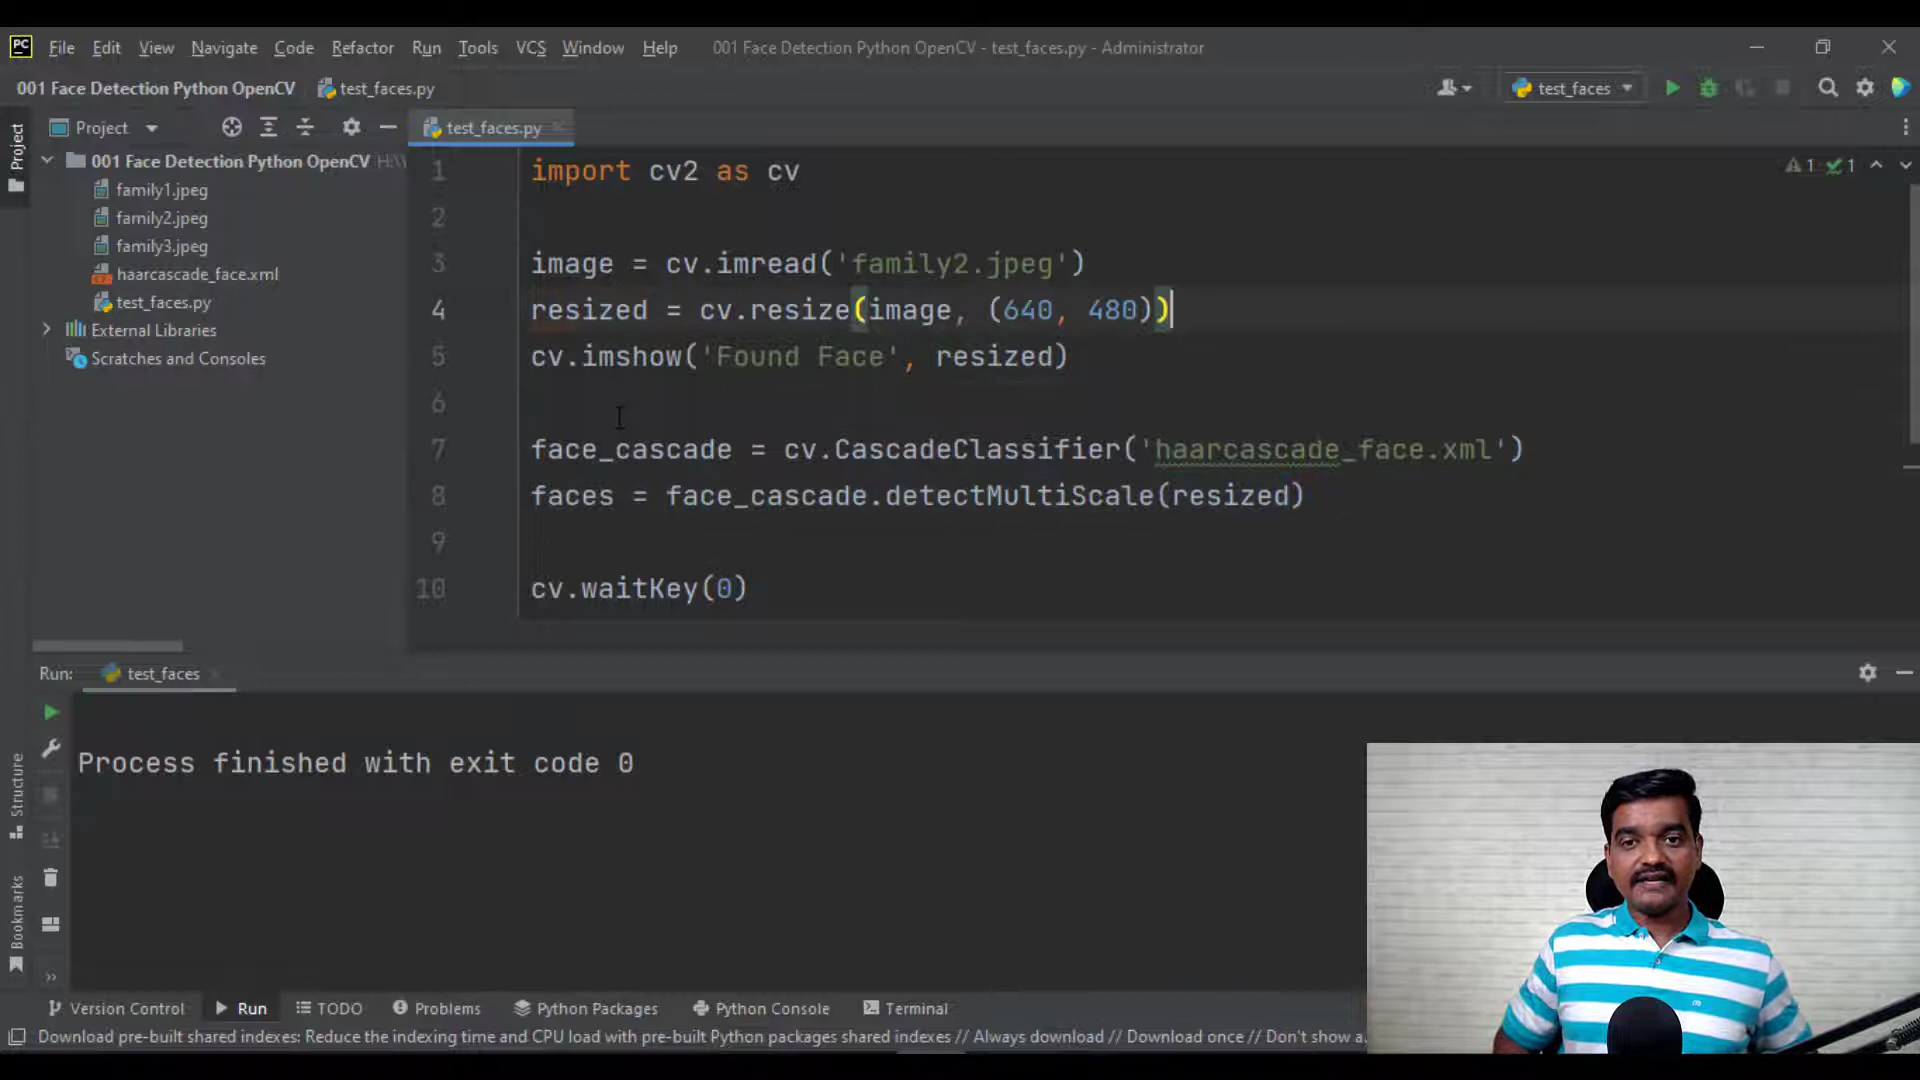 PC File Edit View Navigate Code Refactor Run Tools VCS Window Help 001 Face Detection Python OpenCV - test_faces.py - Administrator
001 Face Detection Python OpenCV test_faces.py test_faces
Project
Project
test_faces.py
001 Face Detection Python OpenCV H:\
family1.jpeg
family2.jpeg
family3.jpeg
haarcascade_face.xml
test_faces.py
External Libraries
Scratches and Consoles
1 import cv2 as cv
1 1
2
3 image = cv.imread('family2.jpeg')
4 resized = cv.resize(image, (640, 480))
5 cv.imshow('Found Face', resized)
6
7 face_cascade = cv.CascadeClassifier('haarcascade_face.xml')
8 faces = face_cascade.detectMultiScale(resized)
9
10 cv.waitKey(0)
Run: test_faces
Process finished with exit code 0
Structure
Bookmarks
Version Control Run TODO Problems Python Packages Python Console Terminal
Download pre-built shared indexes: Reduce the indexing time and CPU load with pre-built Python packages shared indexes // Always download // Download once // Don't show a..